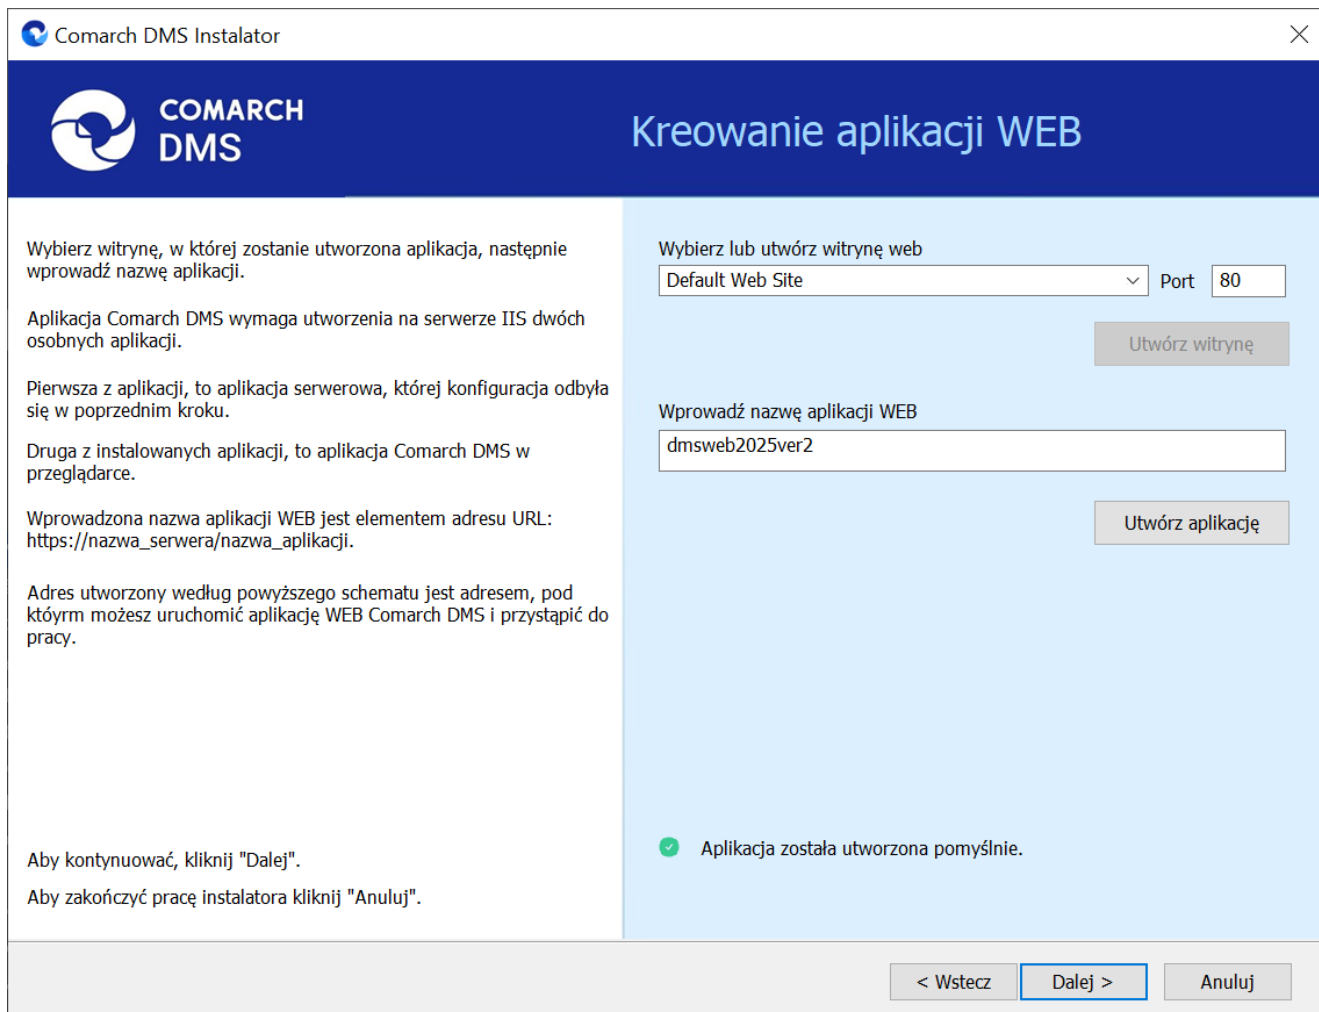 Comarch DMS Instalator
COMARCH
DMS
Kreowanie aplikacji WEB
Wybierz witrynę, w której zostanie utworzona aplikacja, następnie
wprowadź nazwę aplikacji.
Aplikacja Comarch DMS wymaga utworzenia na serwerze IIS dwóch
osobnych aplikacji.
Pierwsza z aplikacji, to aplikacja serwerowa, której konfiguracja odbyła
się w poprzednim kroku.
Druga z instalowanych aplikacji, to aplikacja Comarch DMS w
przeglądarce.
Wprowadzona nazwa aplikacji WEB jest elementem adresu URL:
https://nazwa_serwera/nazwa_aplikacji.
Adres utworzony według powyższego schematu jest adresem, pod
któyrm możesz uruchomić aplikację WEB Comarch DMS i przystąpić do
pracy.
Aby kontynuować, kliknij "Dalej".
Aby zakończyć pracę instalatora kliknij "Anuluj".
Wybierz lub utwórz witrynę web
Default Web Site
Port 80
Utwórz witrynę
Wprowadź nazwę aplikacji WEB
dmsweb2025ver2
Utwórz aplikację
Aplikacja została utworzona pomyślnie.
< Wstecz
Dalej >
Anuluj